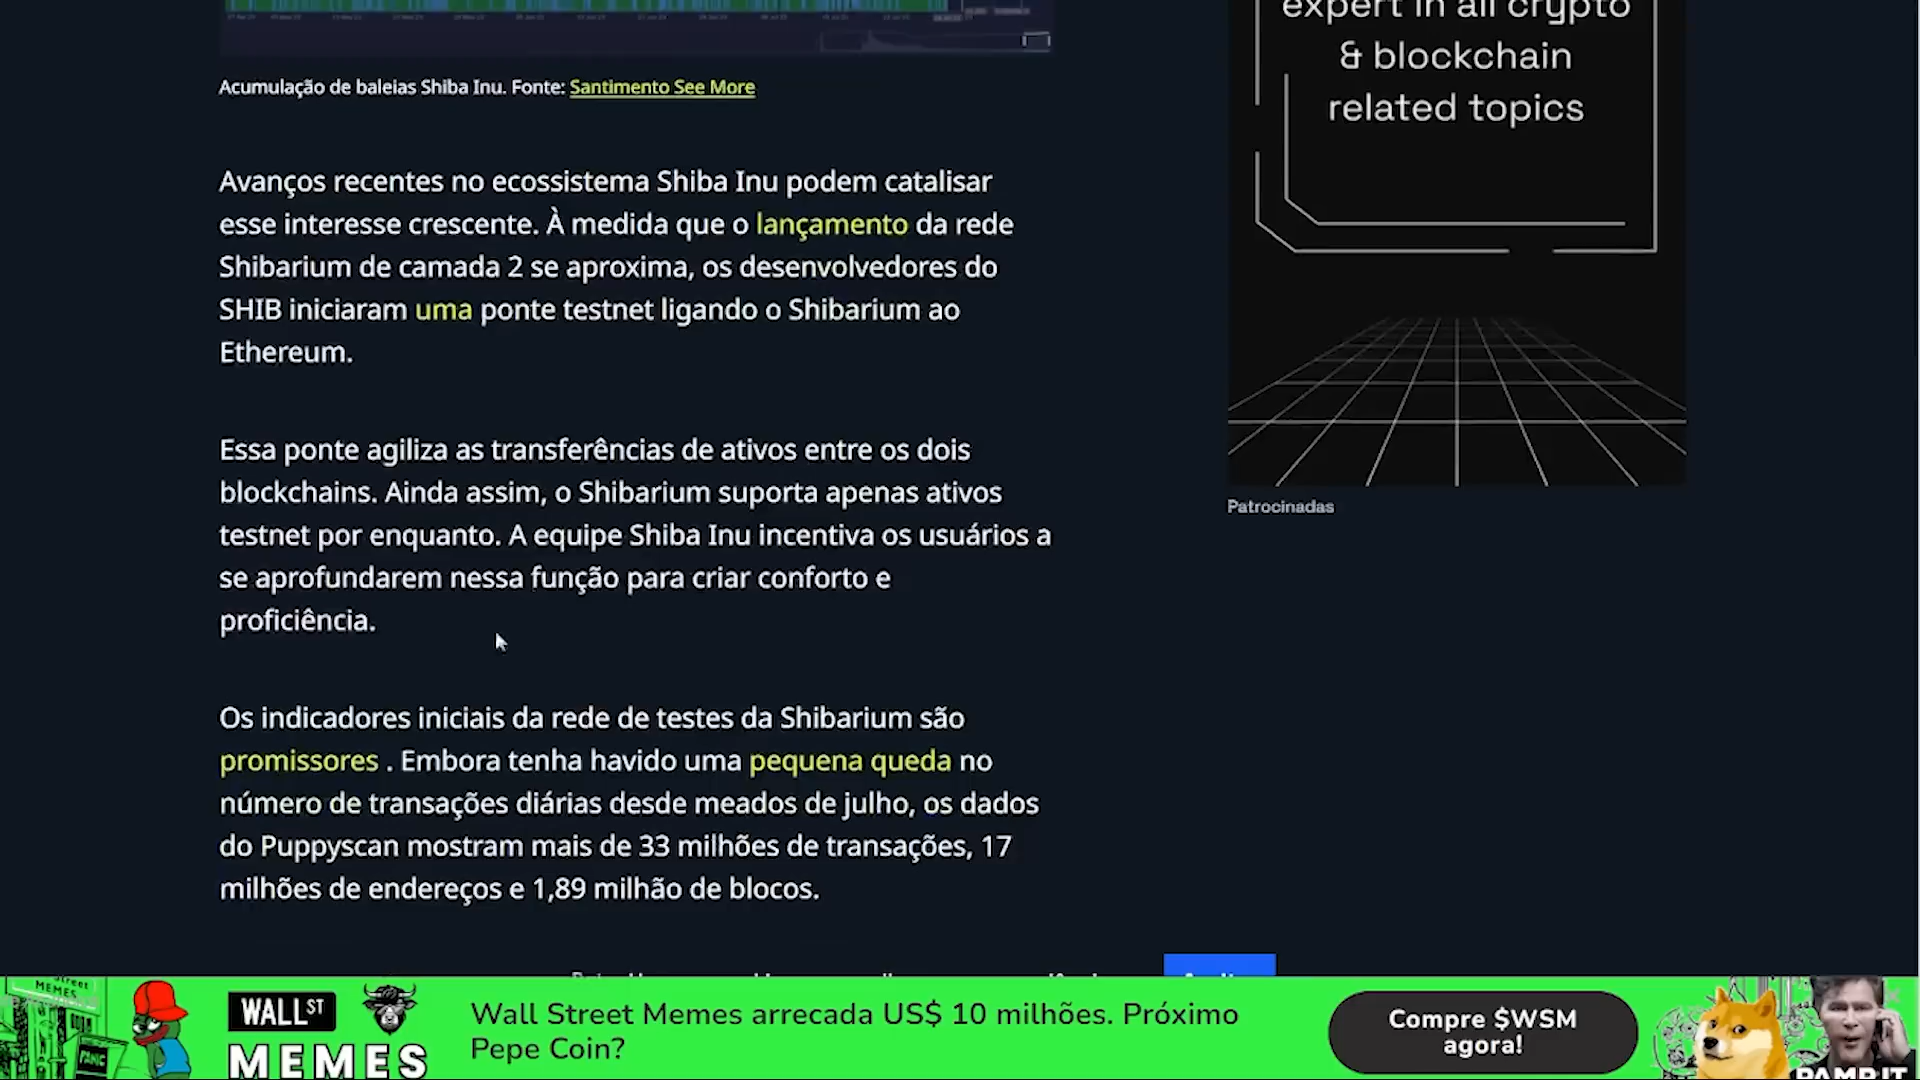 expert in all crypto
& blockchain
related topics
Acumulação de baleias Shiba Inu. Fonte: Santimento See More
Avanços recentes no ecossistema Shiba Inu podem catalisar
esse interesse crescente. À medida que o lançamento da rede
Shibarium de camada 2 se aproxima, os desenvolvedores do
SHIB iniciaram uma ponte testnet ligando o Shibarium ao
Ethereum.
Essa ponte agiliza as transferências de ativos entre os dois
blockchains. Ainda assim, o Shibarium suporta apenas ativos
testnet por enquanto. A equipe Shiba Inu incentiva os usuários a
se aprofundarem nessa função para criar conforto e
proficiência.
Patrocinadas
Os indicadores iniciais da rede de testes da Shibarium são
promissores . Embora tenha havido uma pequena queda no
número de transações diárias desde meados de julho, os dados
do Puppyscan mostram mais de 33 milhões de transações, 17
milhões de endereços e 1,89 milhão de blocos.
MEMES
PANIC
WALL ST
MEMES
Wall Street Memes arrecada US$ 10 milhões. Próximo
Pepe Coin?
Compre $WSM
agora!
PAMP IT